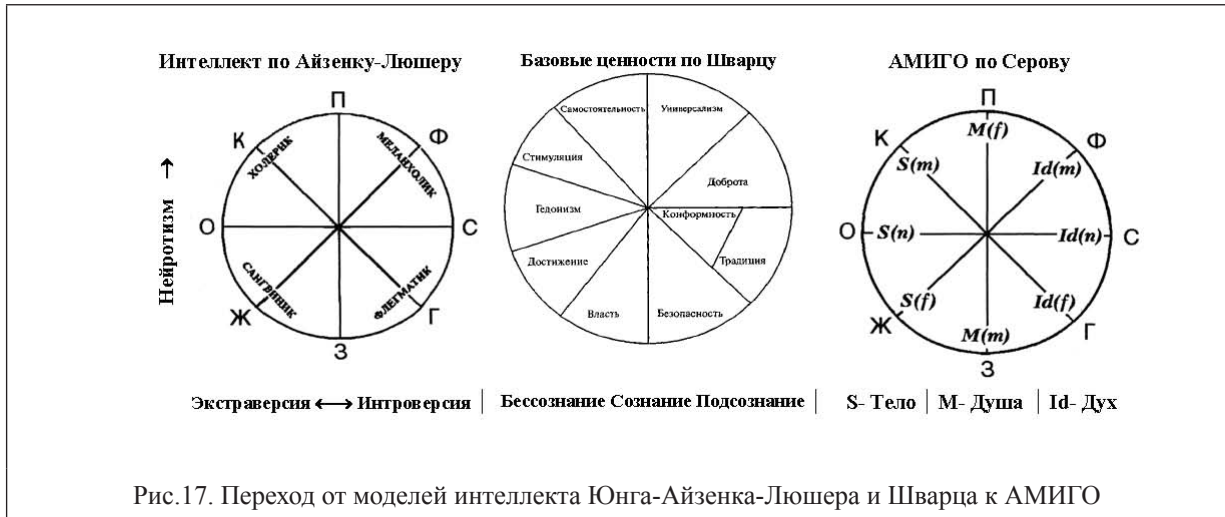 Интеллект по Айзенку-Люшеру
Нейротизм →
П
К
Ф
ХОЛЕРИК
МЕЛАНХОЛИК
О
С
САНГВИНИК
ФЛЕГМАТИК
Ж
Г
З
Экстраверсия ⟷ Интроверсия
Базовые ценности по Шварцу
Самостоятельность
Универсализм
Стимуляция
Доброта
Гедонизм
Конформность
Достижение
Традиция
Власть
Безопасность
Бессознание Сознание Подсознание
АМИГО по Серову
П
M(f)
К
Ф
S(m)
Id(m)
О
S(n)
Id(n)
С
S(f)
Id(f)
Ж
Г
M(m)
З
S- Тело | M- Душа | Id- Дух
Рис.17. Переход от моделей интеллекта Юнга-Айзенка-Люшера и Шварца к АМИГО